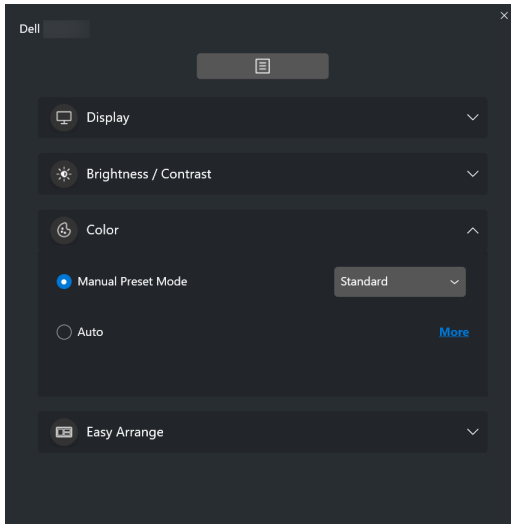 Dell
Display
Brightness / Contrast
Color
Manual Preset Mode
Standard
Auto
More
Easy Arrange